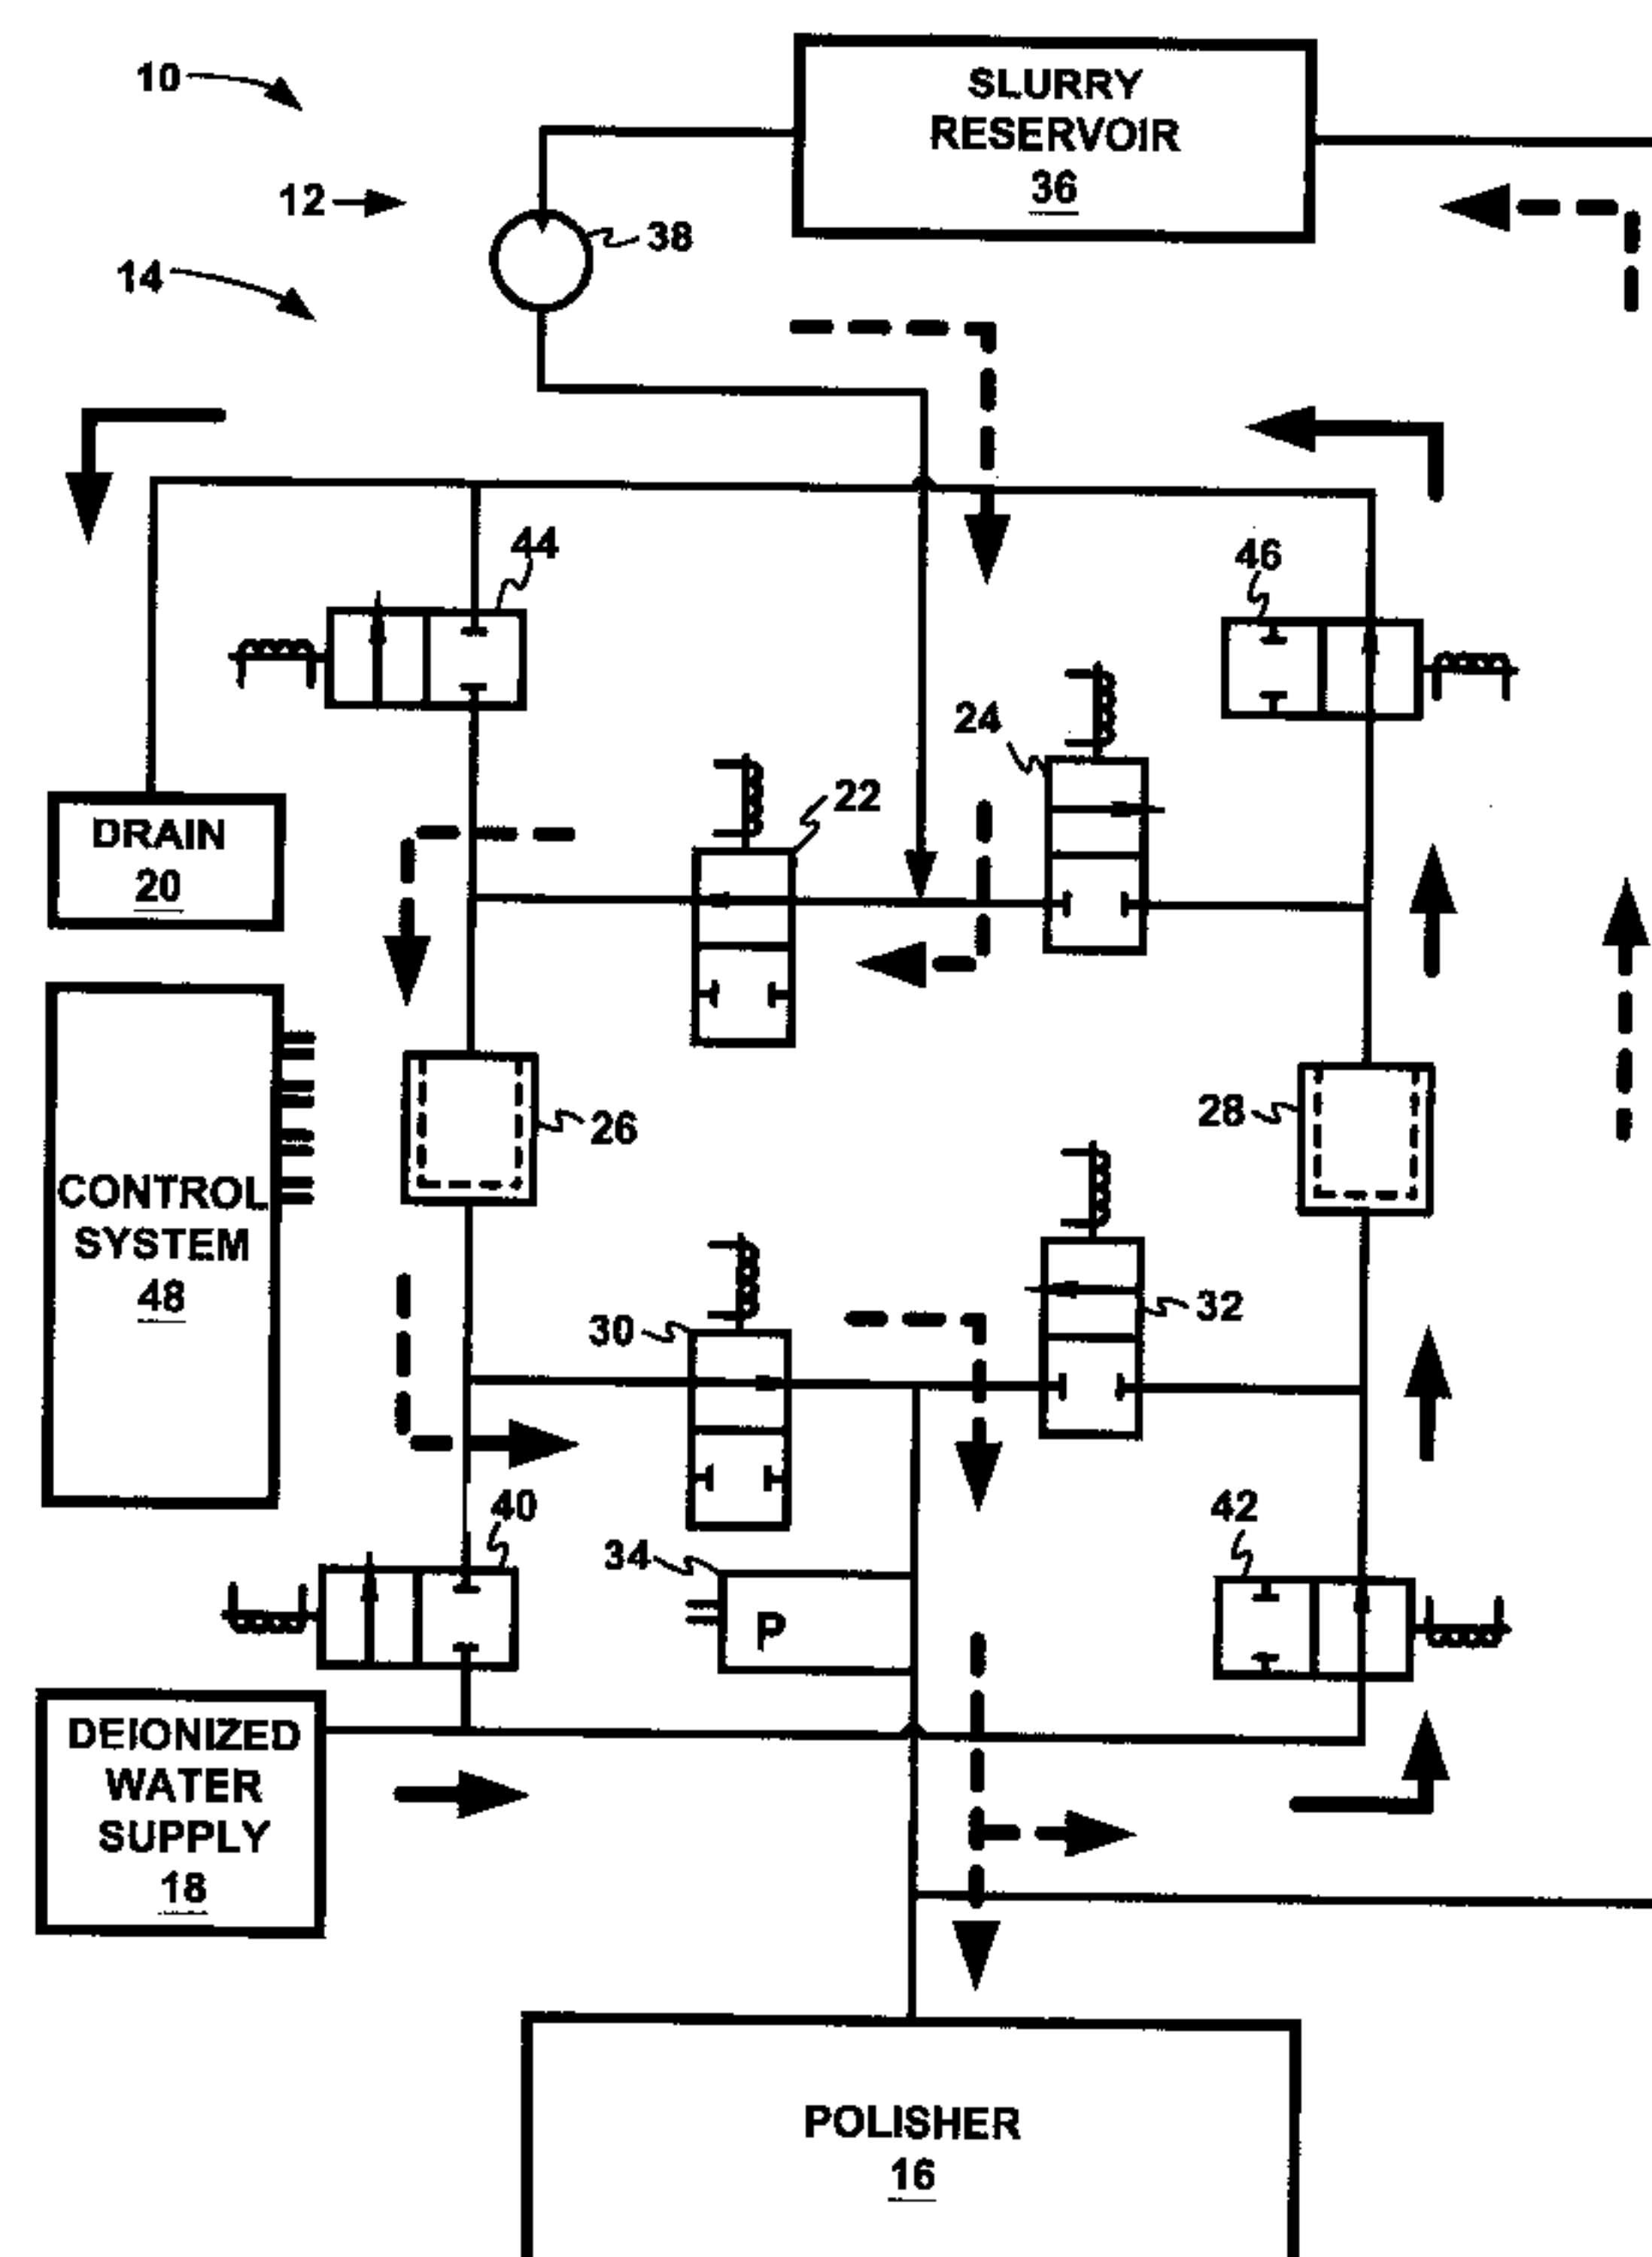 10
SLURRY
RESERVOIR
36
12
38
14
44
46
24
22
DRAIN
20
26
28
CONTROL
SYSTEM
48
30
32
40
42
34
P
DEIONIZED
WATER
SUPPLY
18
POLISHER
16